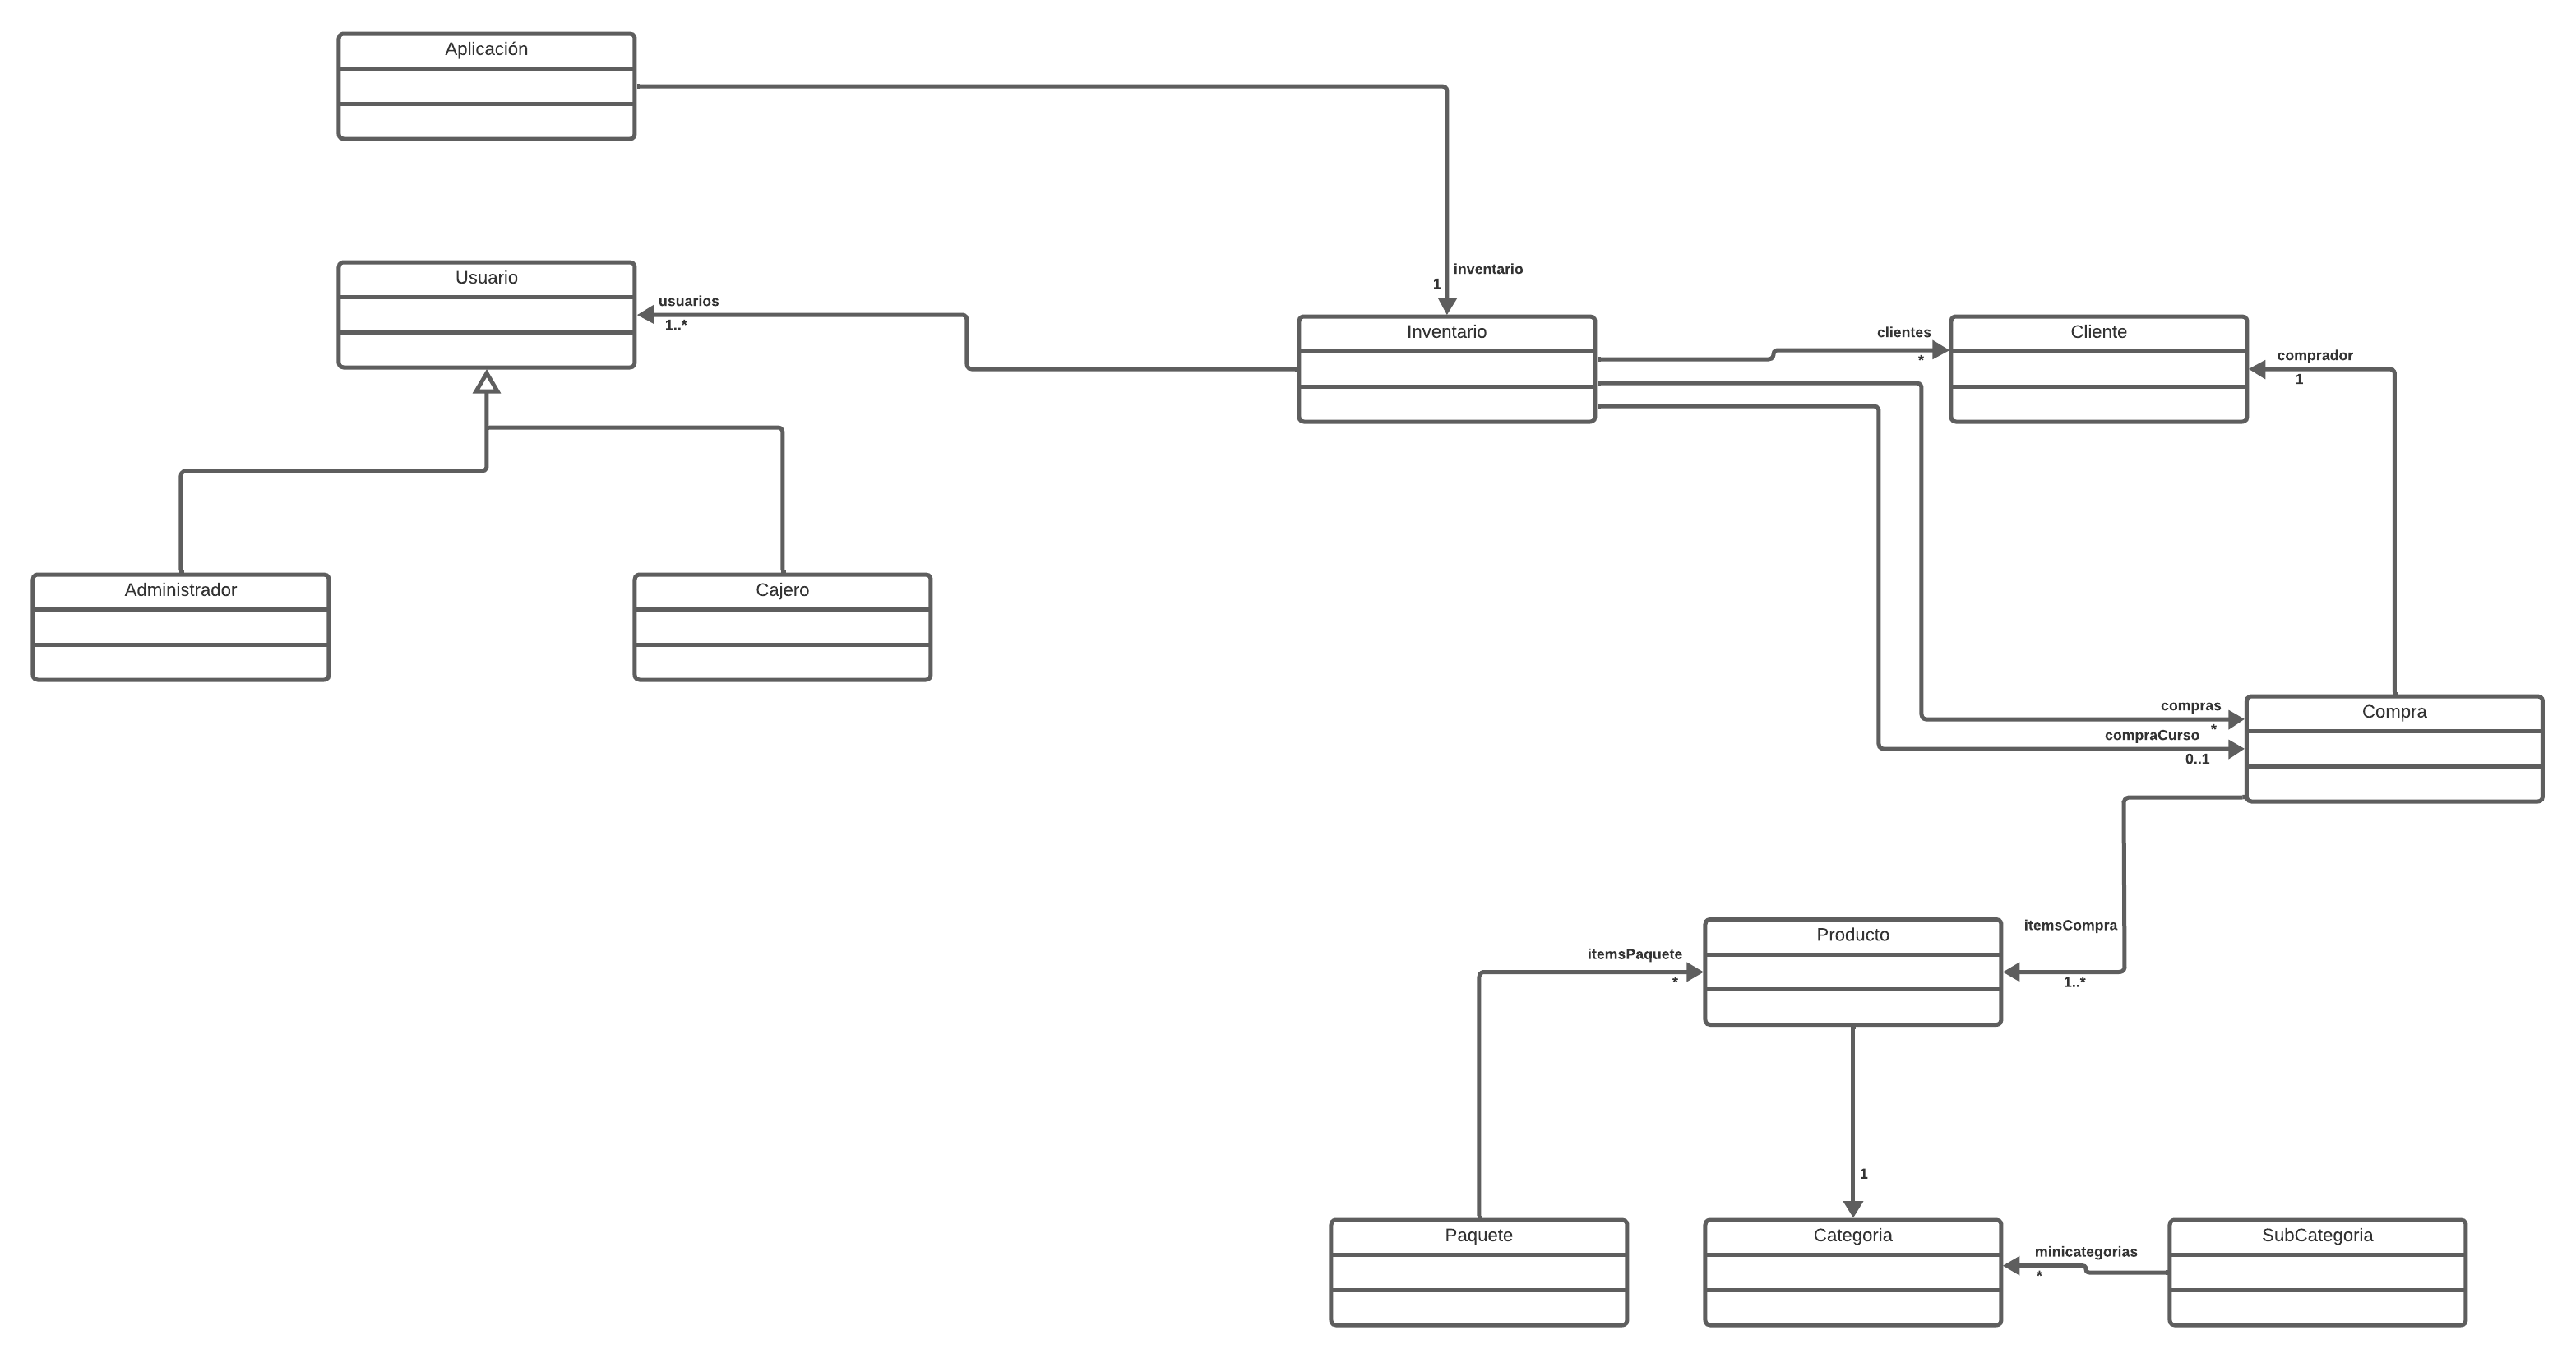 Aplicación
inventario
1
Usuario
usuarios
1..*
Inventario
clientes
*
Cliente
comprador
1
Administrador
Cajero
compras
*
compraCurso
0..1
Compra
Producto
itemsCompra
1..*
itemsPaquete
*
1
Paquete
Categoria
minicategorias
*
SubCategoria